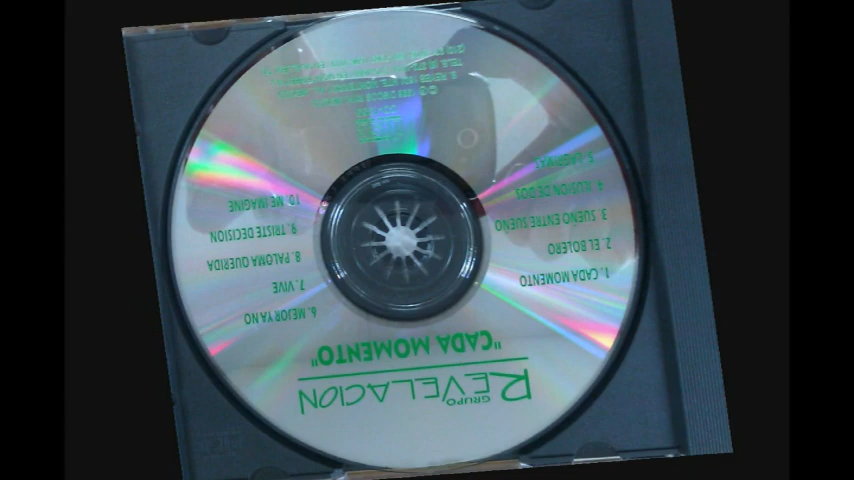 GRUPO
REVELACION
"CADA MOMENTO"
1. CADA MOMENTO
2. EL BOLERO
3. SUEÑO ENTRE SUEÑO
4. ILUSION DE DOS
5. LAGRIMAS
6. MEJOR YA NO
7. VIVE
8. PALOMA QUERIDA
9. TRISTE DECISION
10. ME IMAGINE